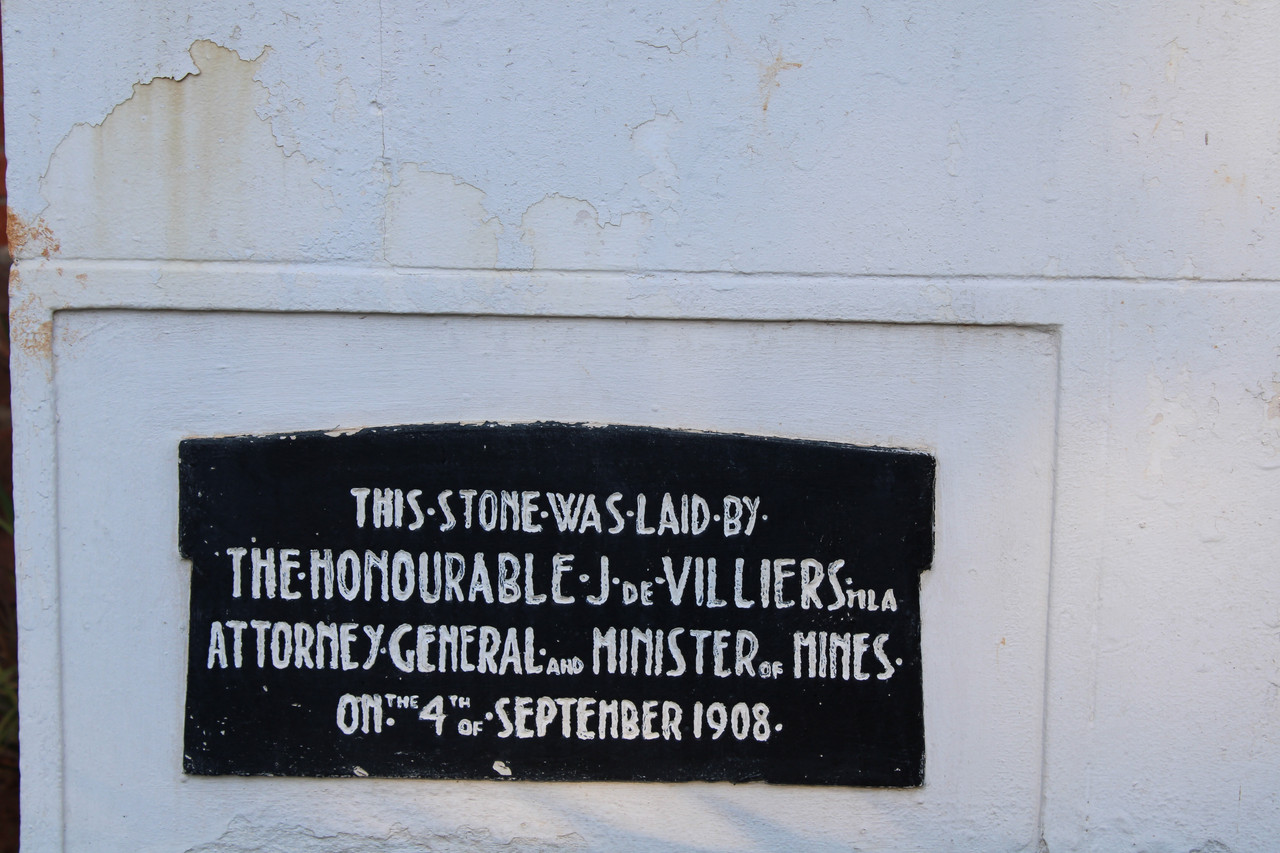 THIS·STONE·WAS·LAID·BY·
·THE·HONOURABLE·J·DE·VILLIERS·MLA
ATTORNEY·GENERAL·AND MINISTER OF MINES·
ON·THE 4TH OF·SEPTEMBER 1908·